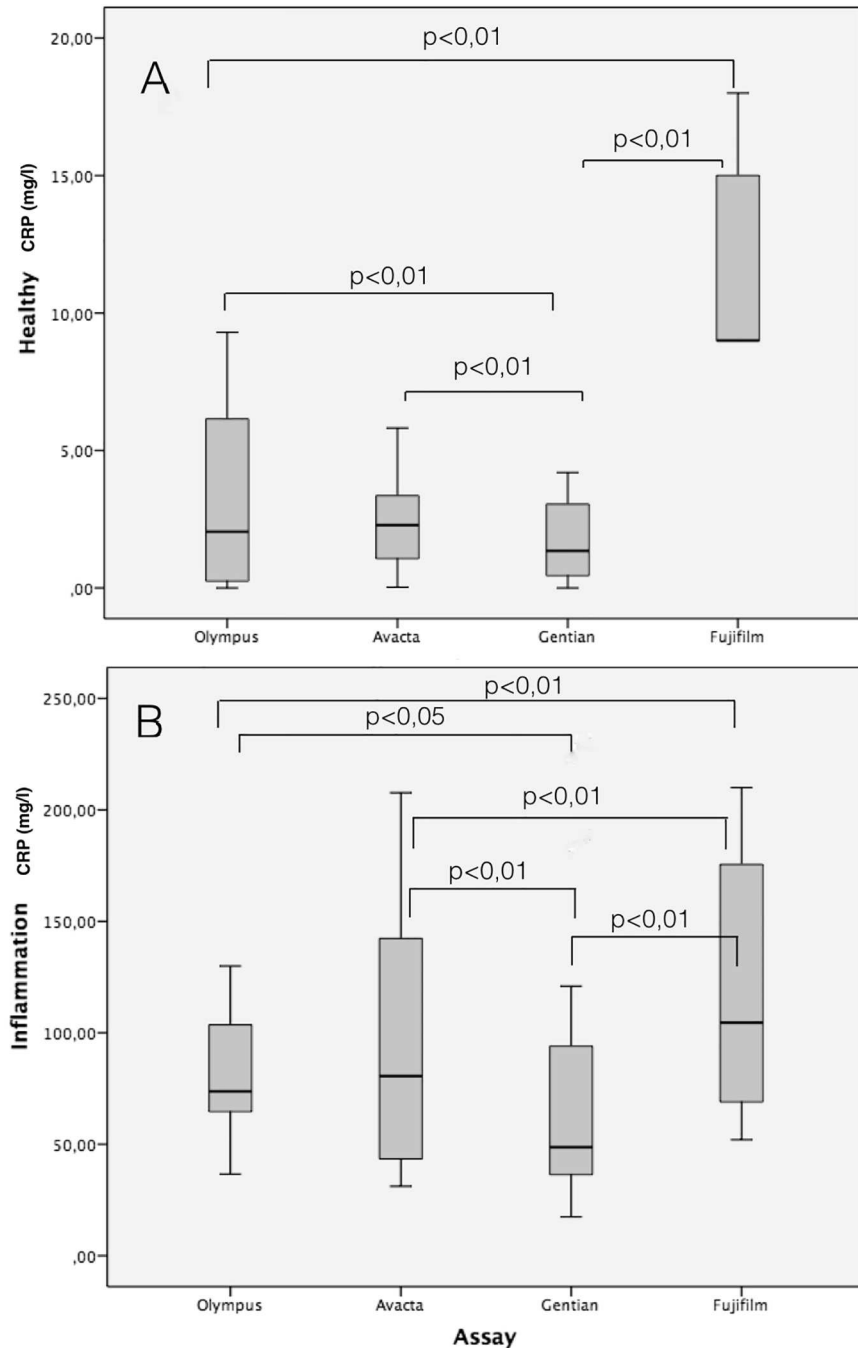 A
p<0,01
p<0,01
p<0,01
p<0,01
20,00
15,00
10,00
5,00
,00
Healthy CRP (mg/l)
Olympus Avacta Gentian Fujifilm
B
p<0,01
p<0,05
p<0,01
p<0,01
p<0,01
250,00
200,00
150,00
100,00
50,00
,00
Inflammation CRP (mg/l)
Olympus Avacta Gentian Fujifilm
Assay